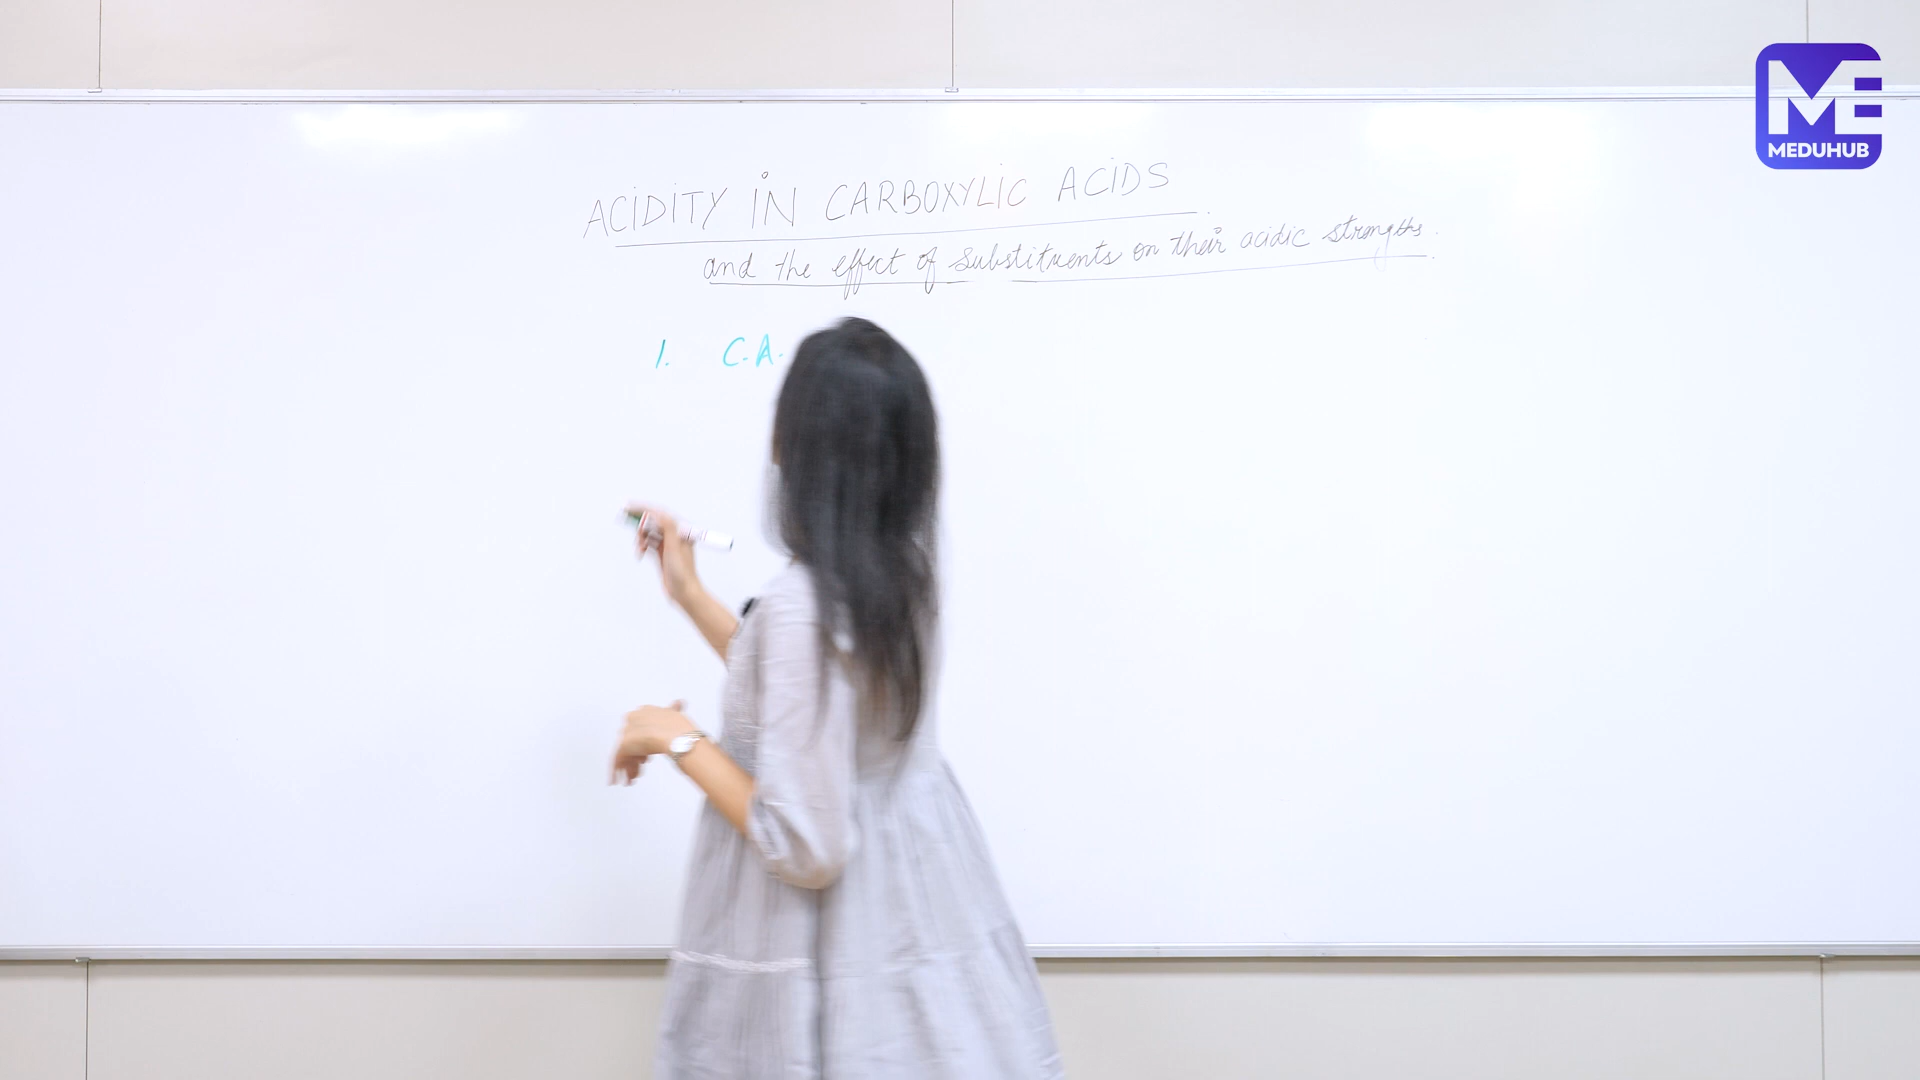 ME
MEDUHUB
ACIDITY IN CARBOXYLIC ACIDS
and the effect of substituents on their acidic strengths.
1. C.A.